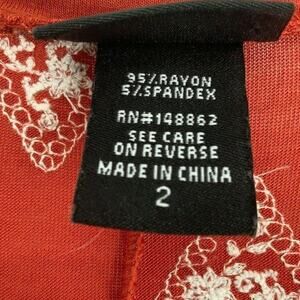 95%RAYON
5%SPANDEX
RN#148862
SEE CARE
ON REVERSE
MADE IN CHINA
2